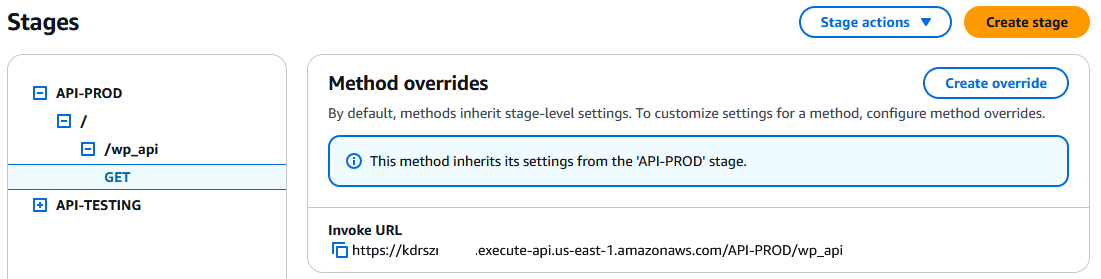 Stages
Stage actions
Create stage
API-PROD
/
/wp_api
GET
API-TESTING
Method overrides
Create override
By default, methods inherit stage-level settings. To customize settings for a method, configure method overrides.
This method inherits its settings from the 'API-PROD' stage.
Invoke URL
https://kdrsz .execute-api.us-east-1.amazonaws.com/API-PROD/wp_api